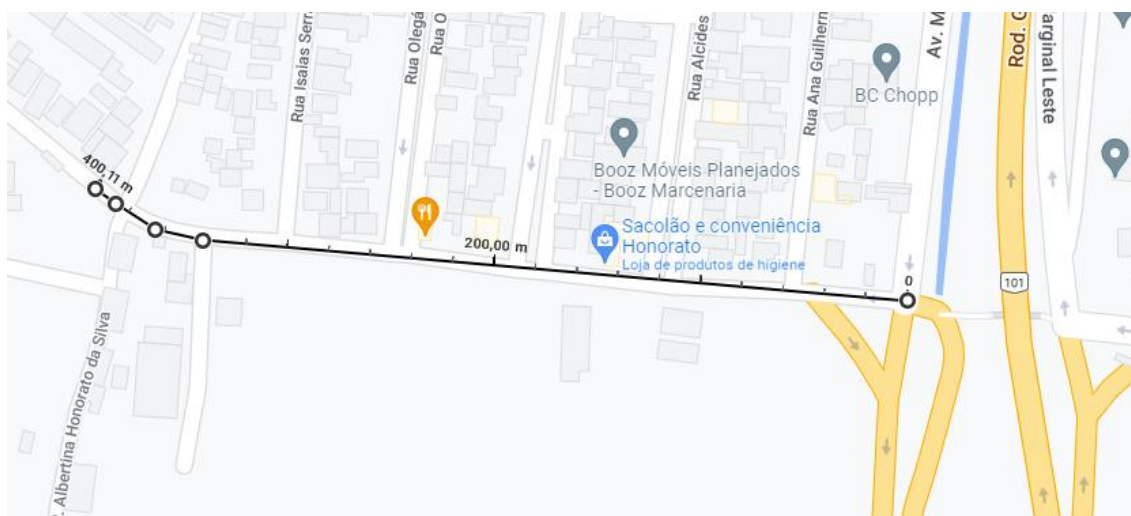 Rua Isaias Serr
Rua Olegá
Rua O
Rua Alcides
Rua Ana Guilherm
Av. M
Rod. G
arginal Leste
BC Chopp
Booz Móveis Planejados
- Booz Marcenaria
400,11 m
Sacolão e conveniência
Honorato
Loja de produtos de higiene
200,00 m
0
101
. Albertina Honorato da Silva